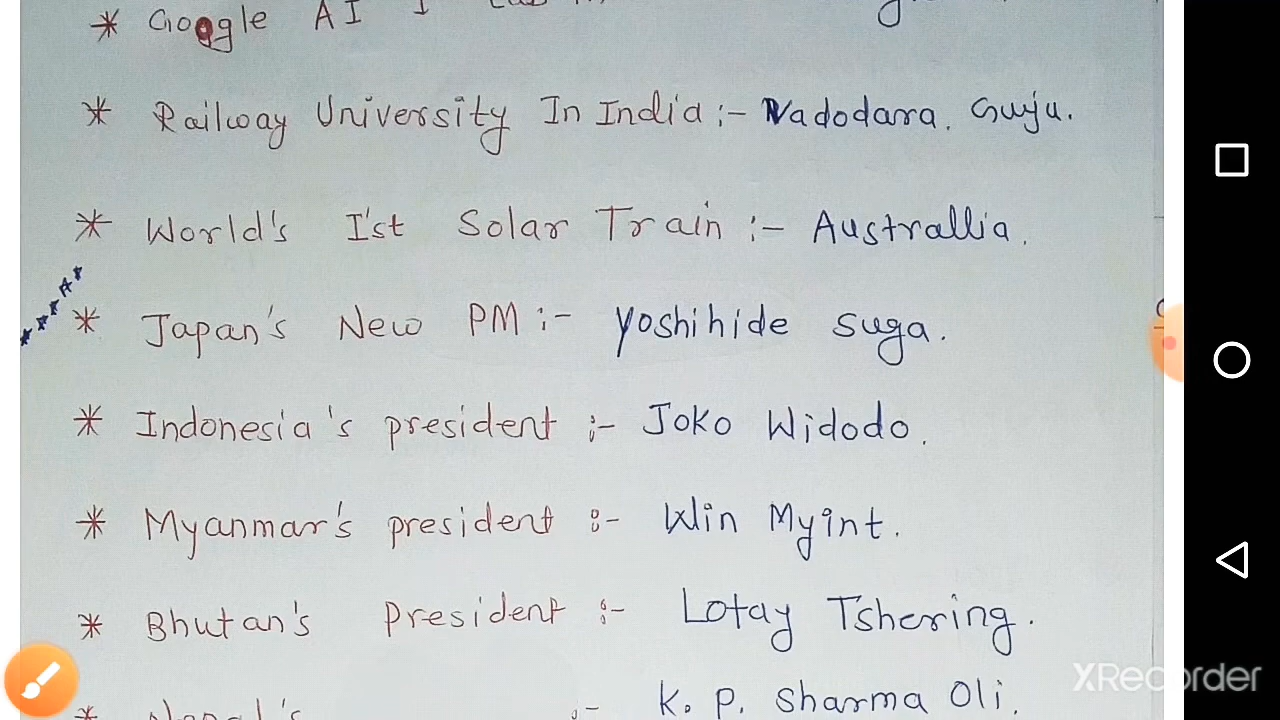 * Google AI
* Railway University In India :- Vadodara. Guju.
* World's I'st Solar Train :- Australlia.
* Japan's New PM :- Yoshihide Suga.
* Indonesia's president :- Joko Widodo.
* Myanmar's president :- Win Myint.
* Bhutan's President :- Lotay Tshering.
* Nepal's :- K. P. Sharma Oli.
XRecorder